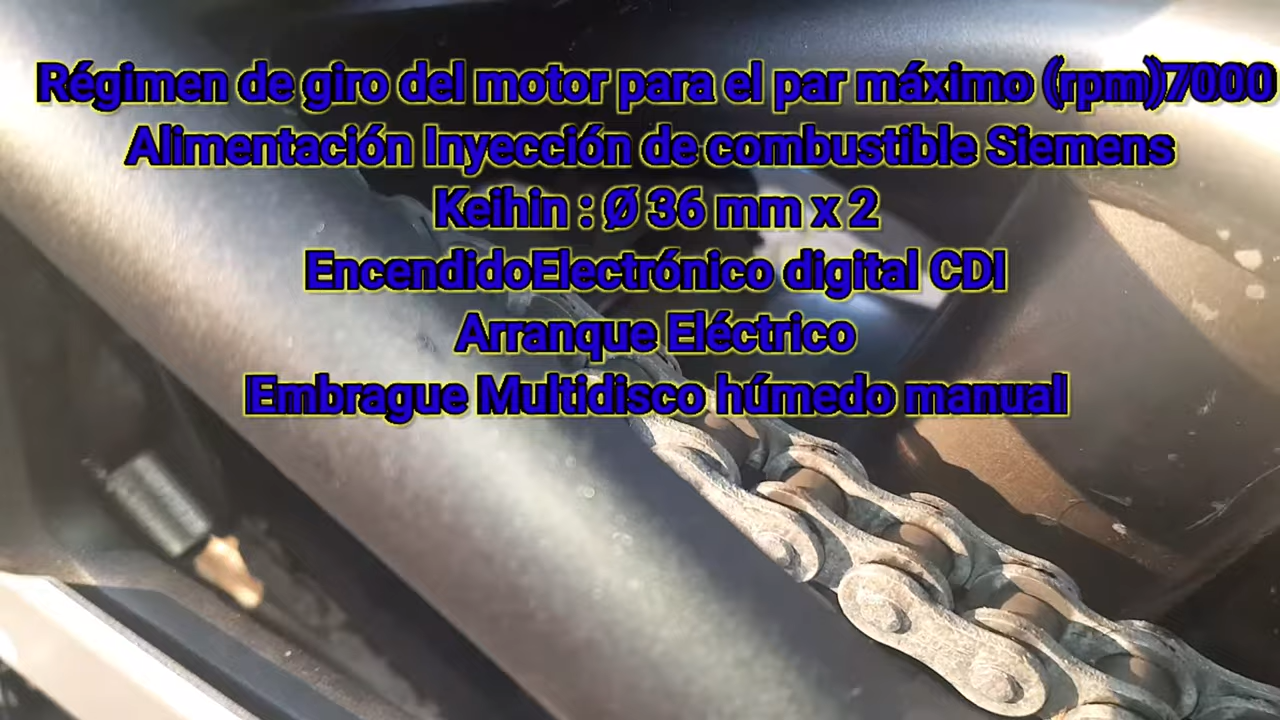 Régimen de giro del motor para el par máximo (rpm)7000
Alimentación Inyección de combustible Siemens
Keihin : Ø 36 mm x 2
EncendidoElectrónico digital CDI
Arranque Eléctrico
Embrague Multidisco húmedo manual